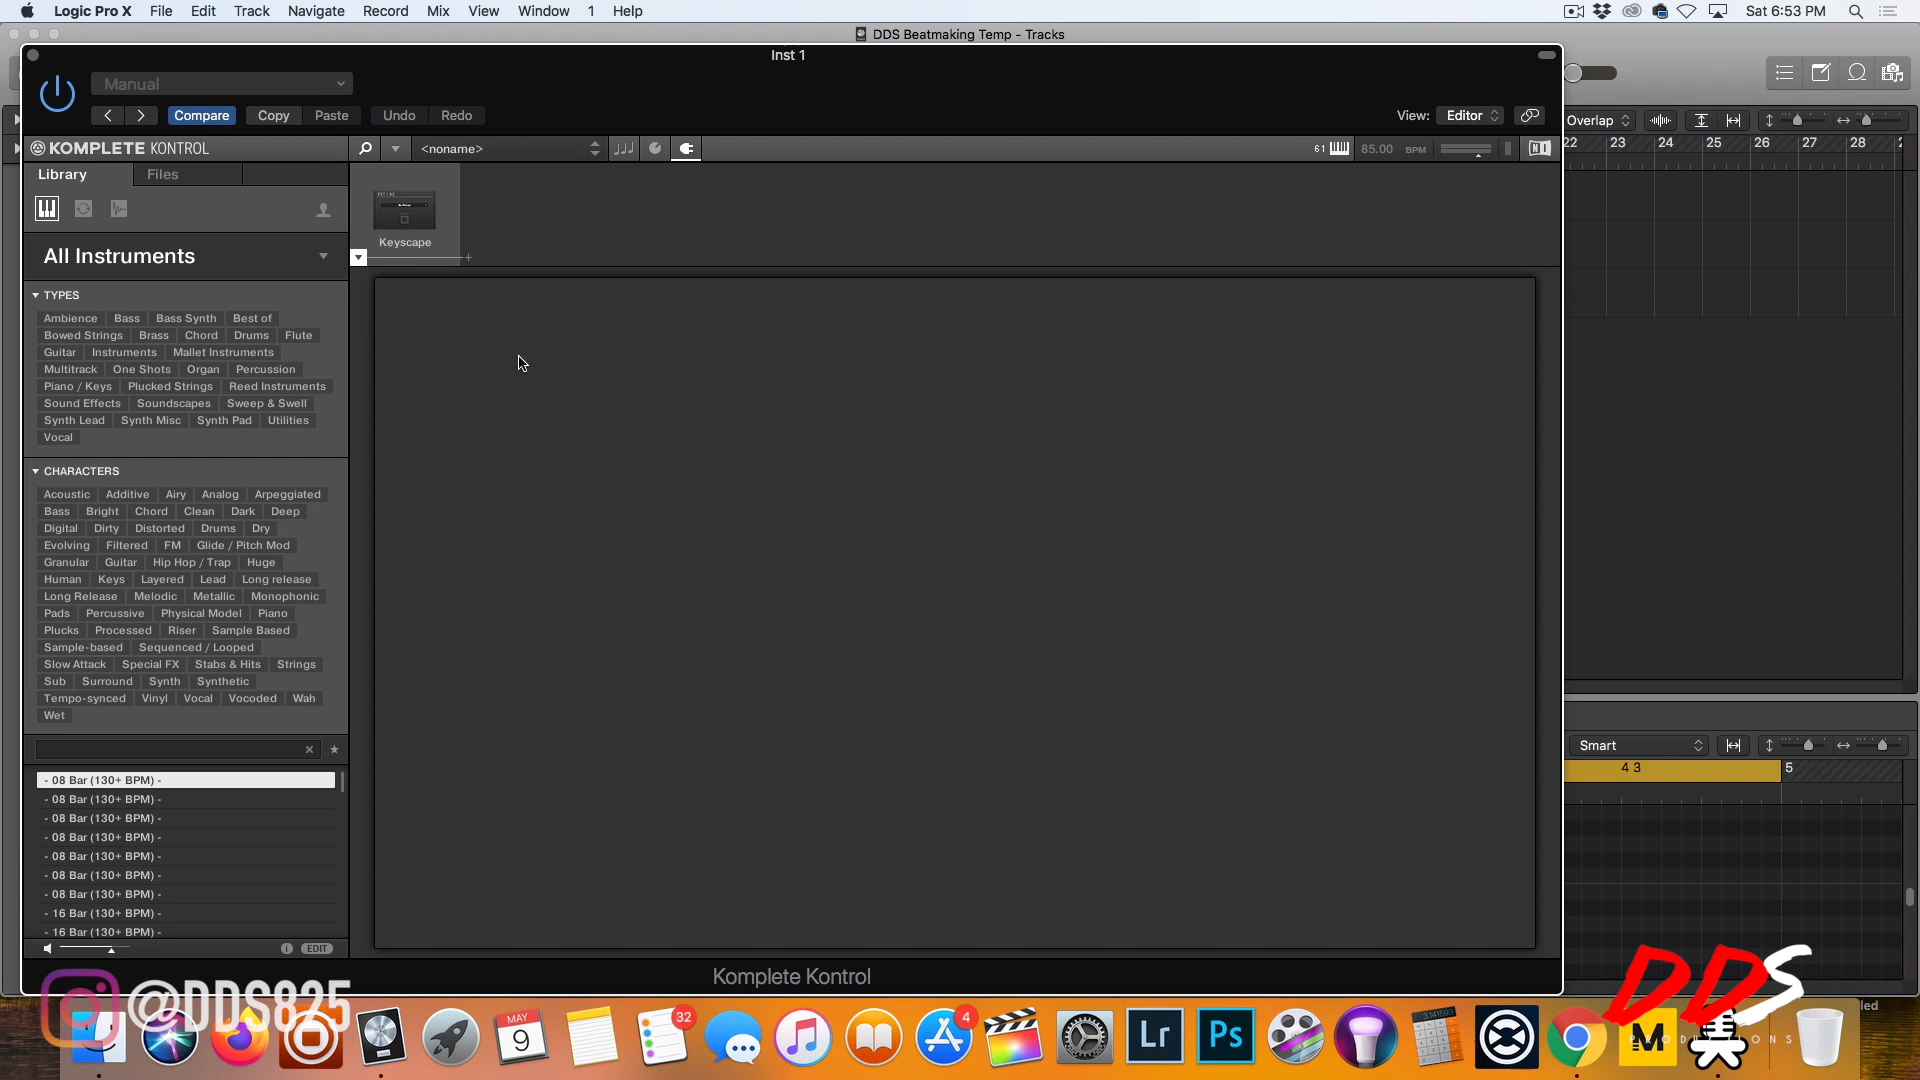 Logic Pro X File Edit Track Navigate Record Mix View Window 1 Help Sat 6:53 PM
DDS Beatmaking Temp - Tracks
Inst 1
Manual
Compare Copy Paste Undo Redo View: Editor
Overlap
KOMPLETE KONTROL <noname> 61 85.00 BPM
22 23 24 25 26 27 28
Library Files
Keyscape
All Instruments
TYPES
Ambience Bass Bass Synth Best of
Bowed Strings Brass Chord Drums Flute
Guitar Instruments Mallet Instruments
Multitrack One Shots Organ Percussion
Piano / Keys Plucked Strings Reed Instruments
Sound Effects Soundscapes Sweep & Swell
Synth Lead Synth Misc Synth Pad Utilities
Vocal
CHARACTERS
Acoustic Additive Airy Analog Arpeggiated
Bass Bright Chord Clean Dark Deep
Digital Dirty Distorted Drums Dry
Evolving Filtered FM Glide / Pitch Mod
Granular Guitar Hip Hop / Trap Huge
Human Keys Layered Lead Long release
Long Release Melodic Metallic Monophonic
Pads Percussive Physical Model Piano
Plucks Processed Riser Sample Based
Sample-based Sequenced / Looped
Slow Attack Special FX Stabs & Hits Strings
Sub Surround Synth Synthetic
Tempo-synced Vinyl Vocal Vocoded Wah
Wet
Smart
4 3 5
- 08 Bar (130+ BPM) -
- 08 Bar (130+ BPM) -
- 08 Bar (130+ BPM) -
- 08 Bar (130+ BPM) -
- 08 Bar (130+ BPM) -
- 08 Bar (130+ BPM) -
- 08 Bar (130+ BPM) -
- 16 Bar (130+ BPM) -
- 16 Bar (130+ BPM) -
EDIT
Komplete Kontrol
@DDS825
DDS
MAY
9
32
4
Lr
Ps
3.141593
M